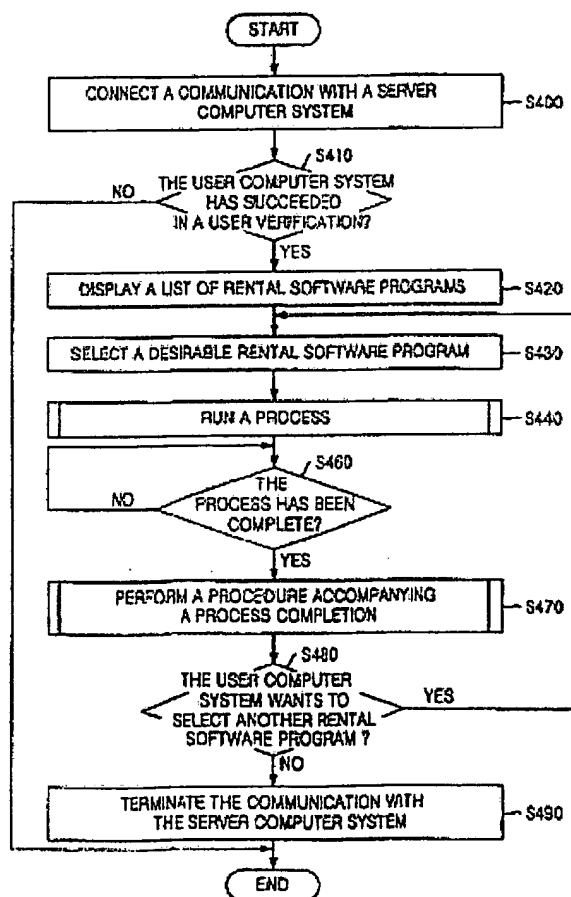 START
CONNECT A COMMUNICATION WITH A SERVER
COMPUTER SYSTEM
S400
S410
NO
THE USER COMPUTER SYSTEM
HAS SUCCEEDED
IN A USER VERIFICATION?
YES
DISPLAY A LIST OF RENTAL SOFTWARE PROGRAMS
S420
SELECT A DESIRABLE RENTAL SOFTWARE PROGRAM
S430
RUN A PROCESS
S440
S460
NO
THE
PROCESS HAS BEEN
COMPLETE?
YES
PERFORM A PROCEDURE ACCOMPANYING
A PROCESS COMPLETION
S470
S480
THE USER COMPUTER
SYSTEM WANTS TO
SELECT ANOTHER RENTAL
SOFTWARE PROGRAM ?
YES
NO
TERMINATE THE COMMUNICATION WITH
THE SERVER COMPUTER SYSTEM
S490
END